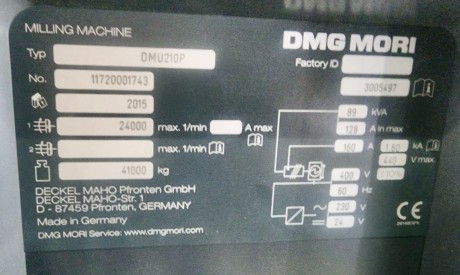 MILLING MACHINE
DMG MORI
Typ DMU210P
Factory ID
No. 11720001743
3005497
2015
89 kVA
1 24000 max. 1/min A max
128 A in max
2 max. 1/min
160 A 1.60 kA
440 V max.
41000 kg
400 V
60 Hz
DECKEL MAHO Pfronten GmbH
DECKEL MAHO-Str. 1
D - 87459 Pfronten, GERMANY
230 V
24 V
Made in Germany
CE
DMG MORI Service: www.dmgmori.com